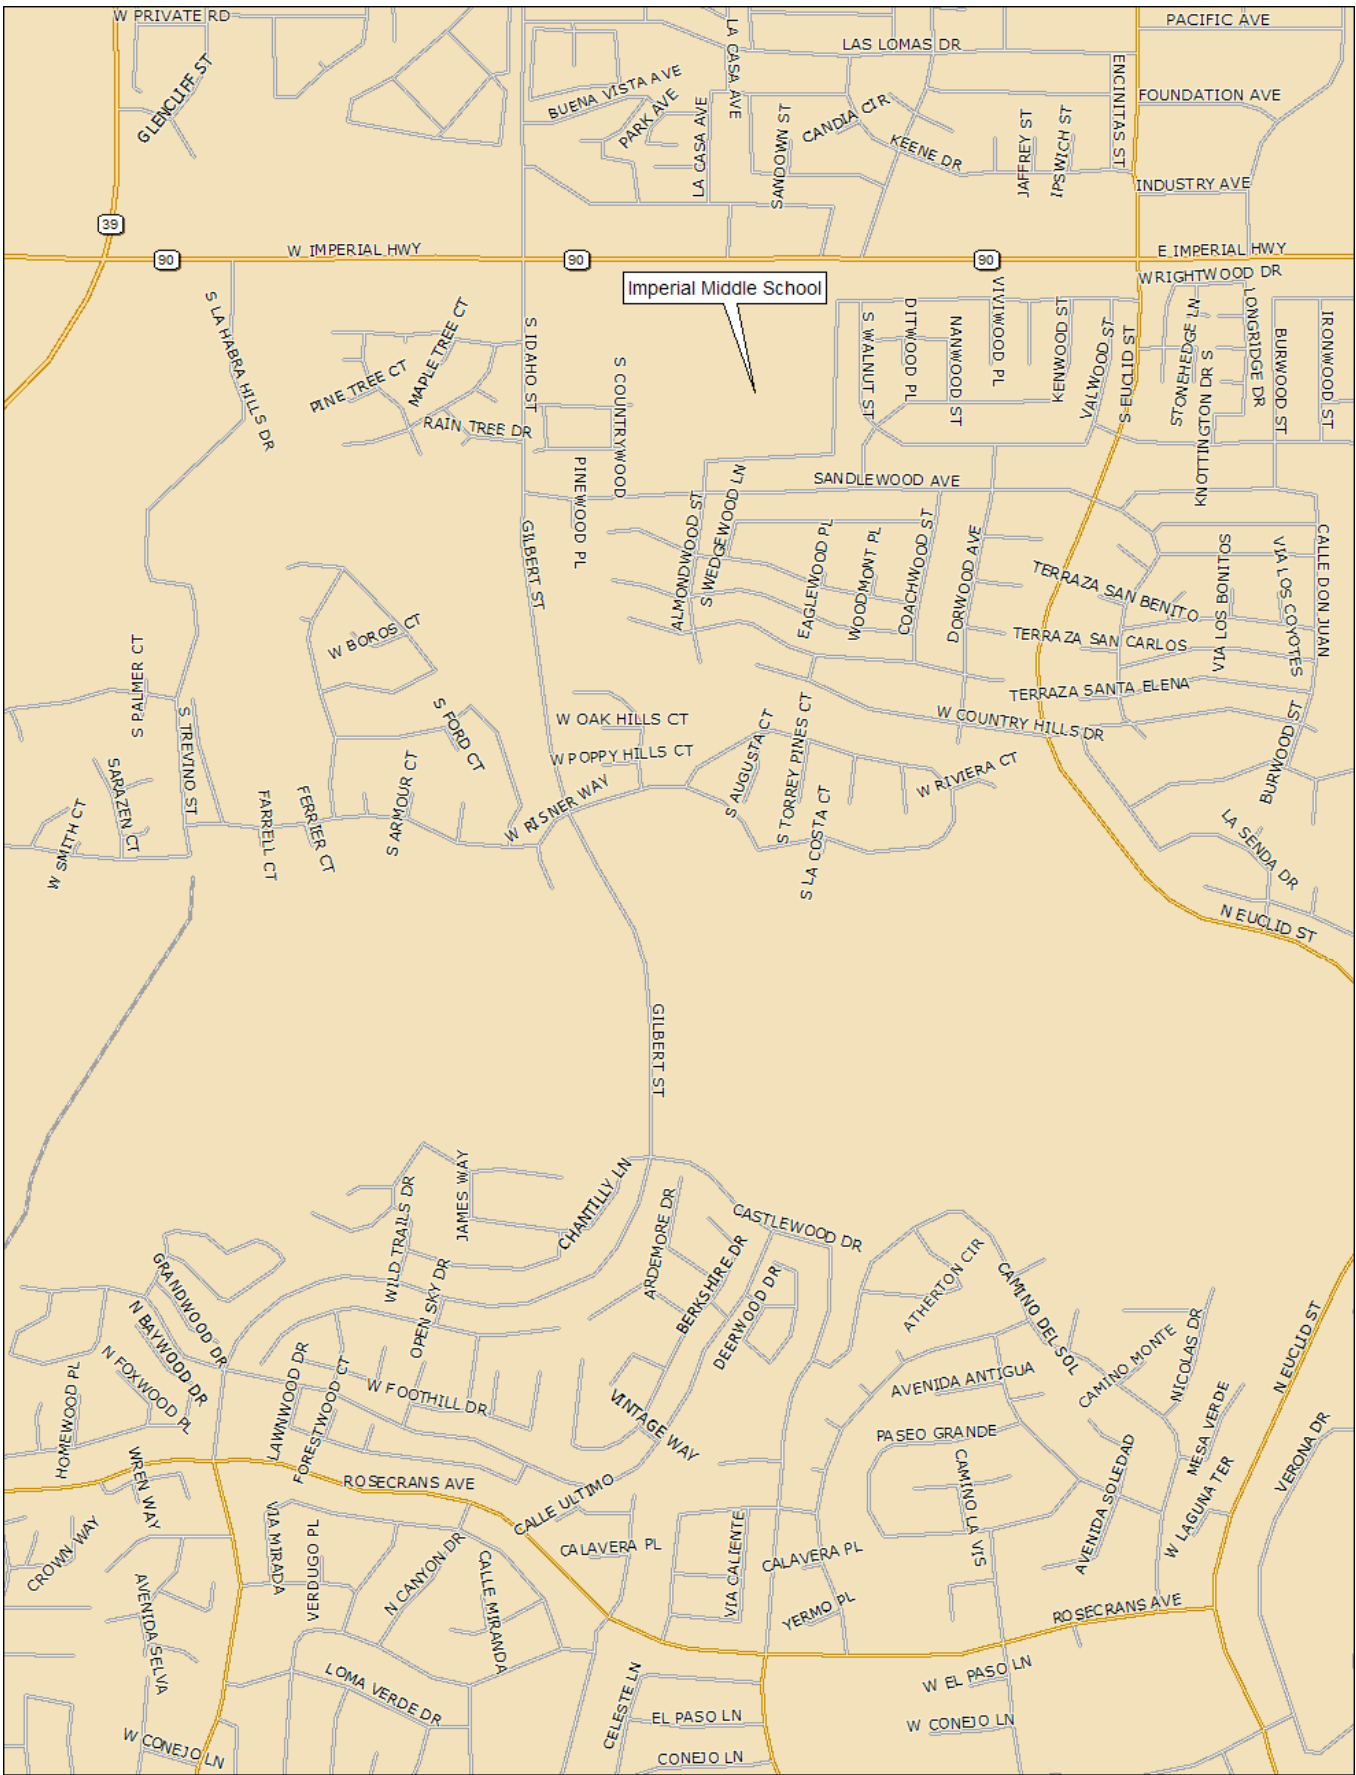 W PRIVATE RD
PACIFIC AVE
LA CASA AVE
LAS LOMAS DR
GLENCLIFF ST
BUENA VISTA AVE
ENCINITAS ST
FOUNDATION AVE
PARK AVE
LA CASA AVE
SANDOWN ST
CANDIA CIR
KEENE DR
JAFFREY ST
IPSWICH ST
INDUSTRY AVE
39
W IMPERIAL HWY
E IMPERIAL HWY
90
90
90
WRIGHTWOOD DR
Imperial Middle School
S LA HABRA HILLS DR
PINE TREE CT
MAPLE TREE CT
RAIN TREE DR
S IDAHO ST
S COUNTRYWOOD
PINEWOOD PL
S WALNUT ST
DITWOOD PL
NANWOOD ST
VIVIWOOD PL
KENWOOD ST
VALWOOD ST
S EUCLID ST
STONEHEDGE LN
KNOTTINGTON DR S
LONGRIDGE DR
BURWOOD ST
IRONWOOD ST
SANDLEWOOD AVE
GILBERT ST
ALMONDWOOD ST
S WEDGEWOOD LN
EAGLEWOOD PL
WOODMONT PL
COACHWOOD ST
DORWOOD AVE
TERRAZA SAN BENITO
TERRAZA SAN CARLOS
TERRAZA SANTA ELENA
VIA LOS BONITOS
VIA LOS COYOTES
CALLE DON JUAN
W BOROS CT
S PALMER CT
S TREVINO ST
S FORD CT
W OAK HILLS CT
W POPPY HILLS CT
W COUNTRY HILLS DR
BURWOOD ST
S AUGUSTA CT
S TORREY PINES CT
W RIVIERA CT
SARAZEN CT
W SMITH CT
FARRELL CT
FERRIER CT
S ARMOUR CT
W RISNER WAY
S LA COSTA CT
LA SENDA DR
N EUCLID ST
GILBERT ST
CHANTILLY LN
JAMES WAY
WILD TRAILS DR
ARDEMORE DR
CASTLEWOOD DR
BERKSHIRE DR
DEERWOOD DR
ATHERTON CIR
CAMINO DEL SOL
GRANDWOOD DR
N BAYWOOD DR
N FOXWOOD PL
OPEN SKY DR
LAWNWOOD DR
FORESTWOOD CT
W FOOTHILL DR
CAMINO MONTE
NICOLAS DR
N EUCLID ST
HOMEWOOD PL
AVENIDA ANTIGUA
VINTAGE WAY
PASEO GRANDE
MESA VERDE
VERONA DR
WREN WAY
ROSECRANS AVE
CALLE ULTIMO
CAMINO LA VIS
AVENIDA SOLEDAD
W LAGUNA TER
CROWN WAY
VIA MIRADA
VERDUGO PL
N CANYON DR
CALLE MIRANDA
CALAVERA PL
VIA CALIENTE
CALAVERA PL
YERMO PL
ROSECRANS AVE
AVENIDA SELVA
LOMA VERDE DR
CELESTE LN
W EL PASO LN
EL PASO LN
W CONEJO LN
W CONEJO LN
CONEJO LN